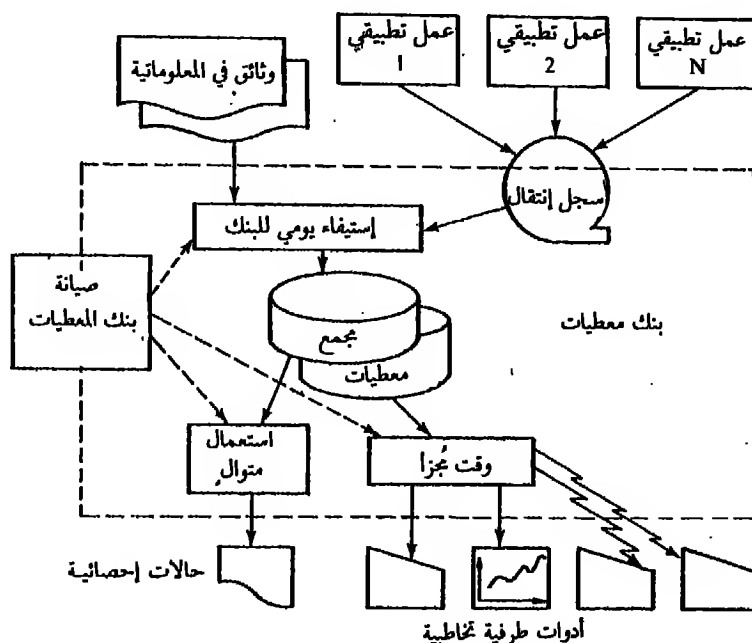 عمل تطبيقي
1
عمل تطبيقي
2
عمل تطبيقي
N
وثائق في المعلوماتية
سجل إنتقال
إستيفاء يومي للبنك
صيانة
بنك المعطيات
مجمع
معطيات
بنك معطيات
استعمال
متوالٍ
وقت مُجزأ
حالات إحصائية
أدوات طرفية تخاطبية